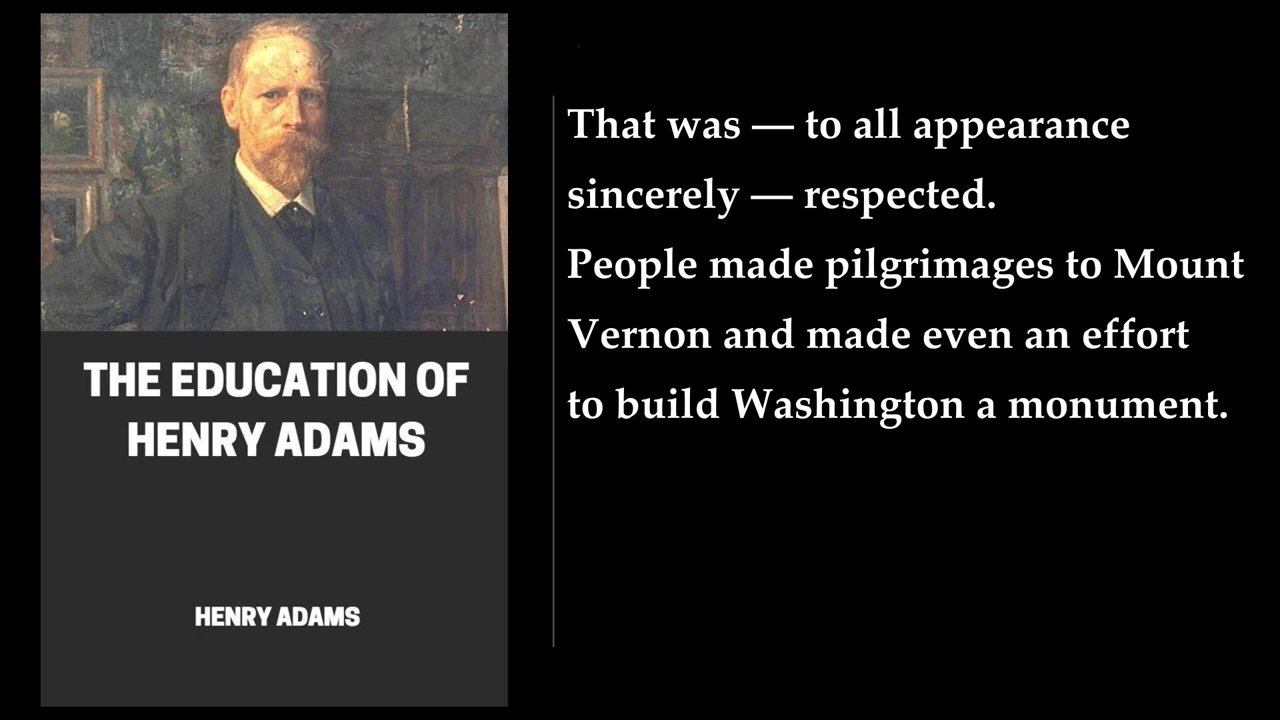 THE EDUCATION OF
HENRY ADAMS
HENRY ADAMS
That was — to all appearance
sincerely — respected.
People made pilgrimages to Mount
Vernon and made even an effort
to build Washington a monument.